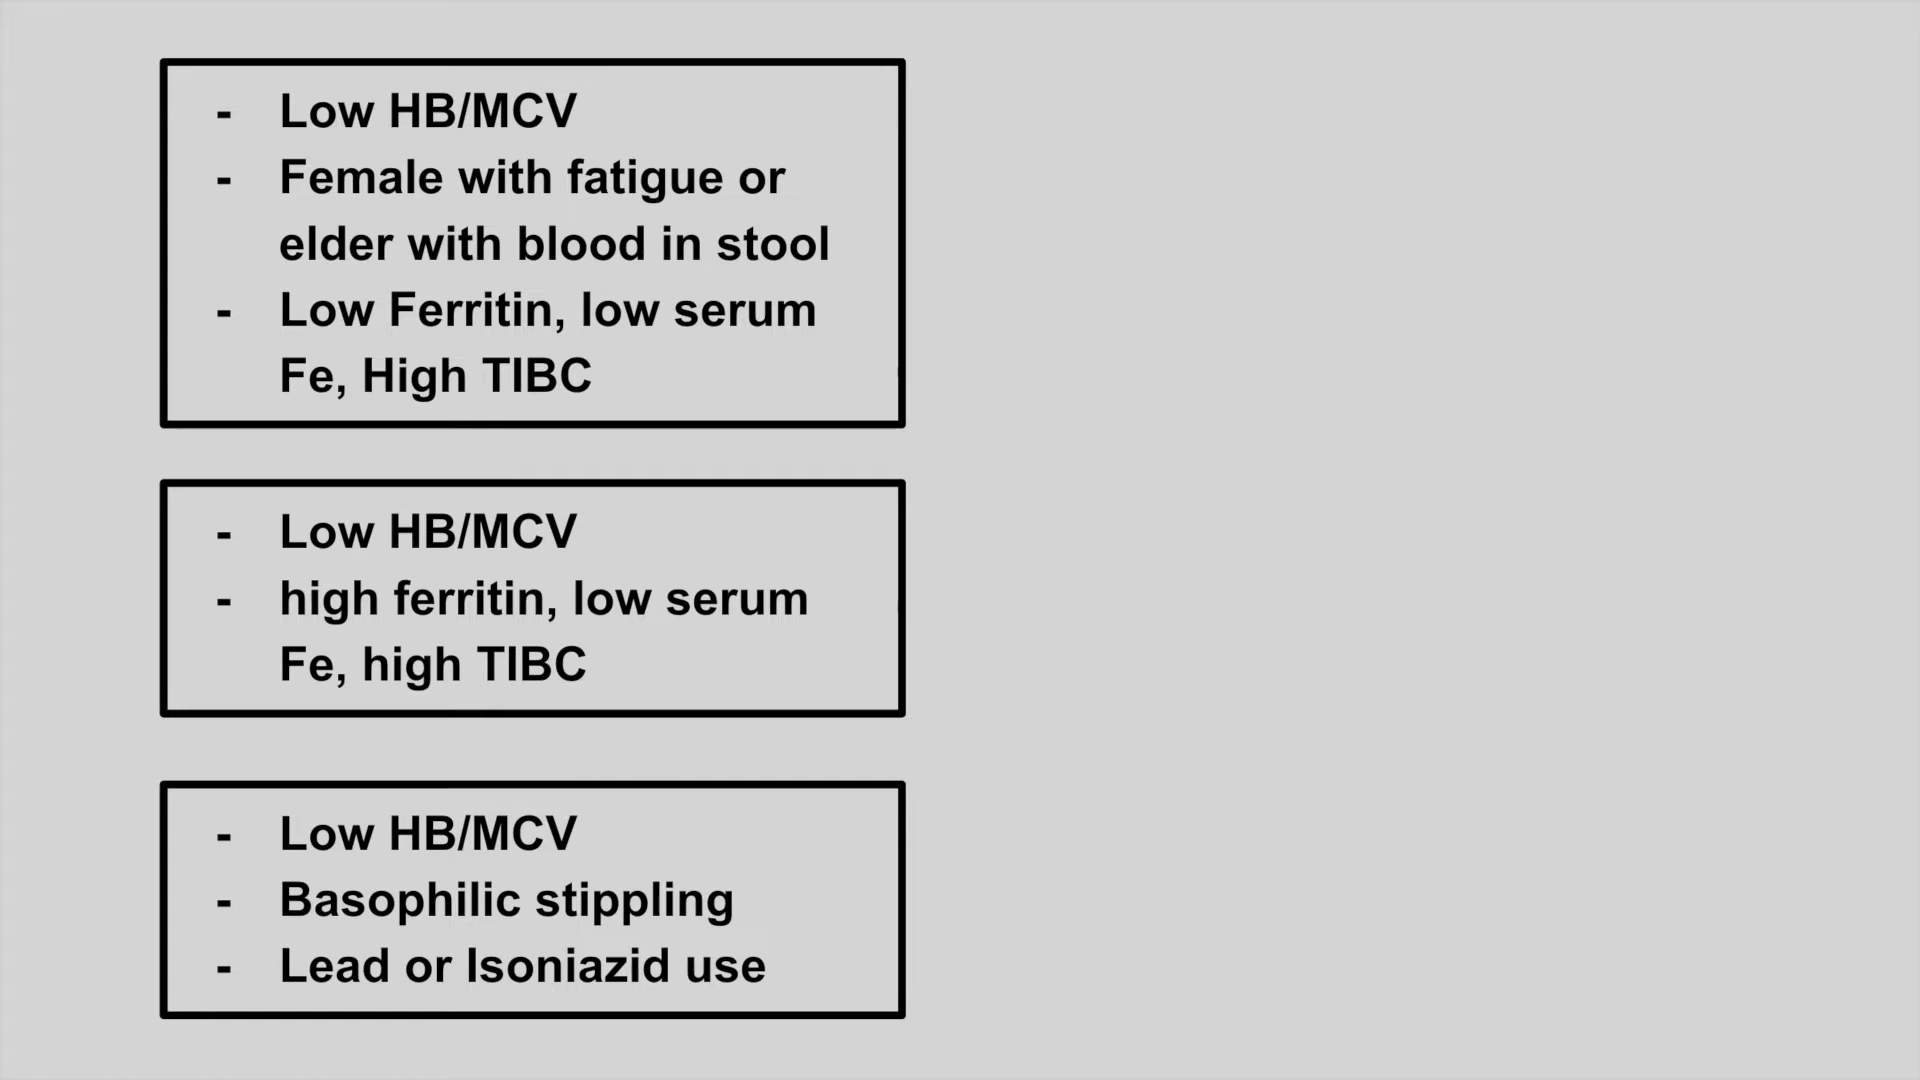 - Low HB/MCV
- Female with fatigue or
elder with blood in stool
- Low Ferritin, low serum
Fe, High TIBC
- Low HB/MCV
- high ferritin, low serum
Fe, high TIBC
- Low HB/MCV
- Basophilic stippling
- Lead or Isoniazid use